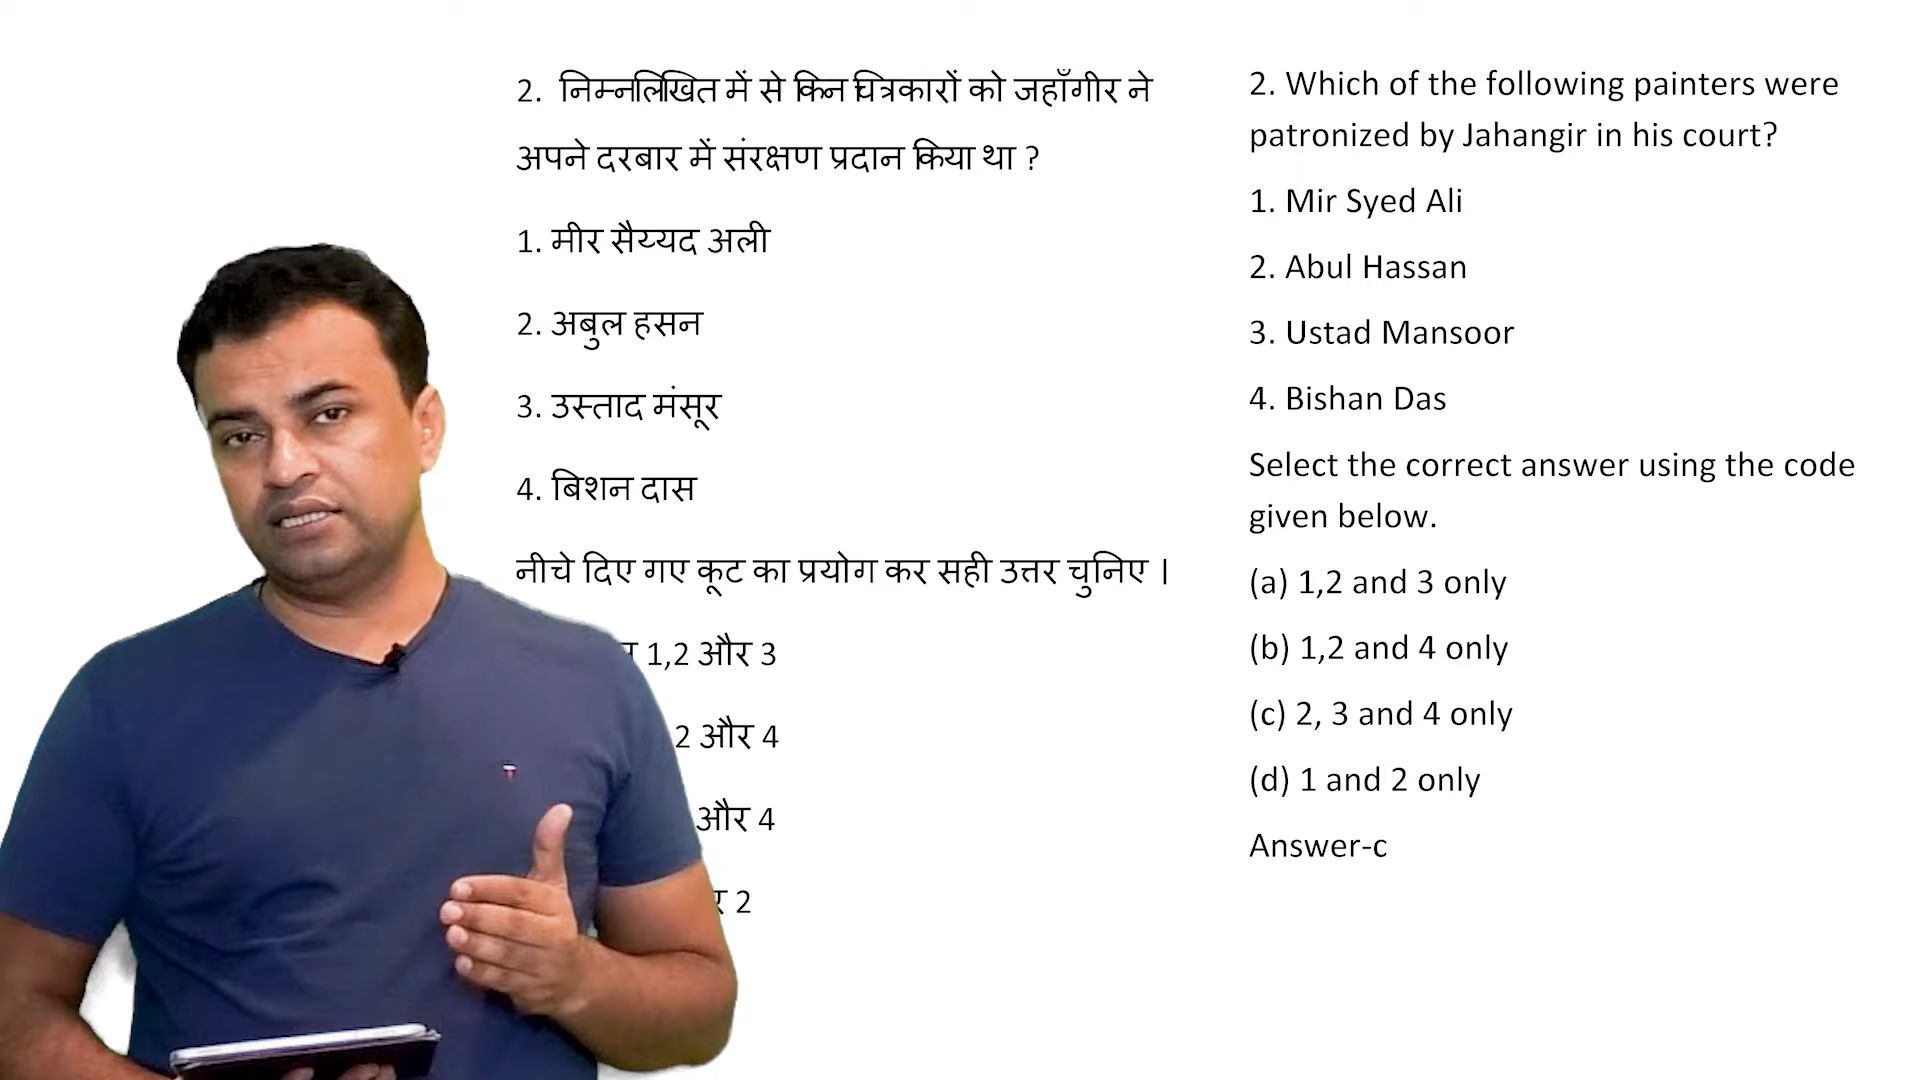 2. निम्नलिखित में से किन चित्रकारों को जहाँगीर ने
अपने दरबार में संरक्षण प्रदान किया था ?
1. मीर सैय्यद अली
2. अबुल हसन
3. उस्ताद मंसूर
4. बिशन दास
नीचे दिए गए कूट का प्रयोग कर सही उत्तर चुनिए ।
1,2 और 3
2 और 4
और 4
2
2. Which of the following painters were
patronized by Jahangir in his court?
1. Mir Syed Ali
2. Abul Hassan
3. Ustad Mansoor
4. Bishan Das
Select the correct answer using the code
given below.
(a) 1,2 and 3 only
(b) 1,2 and 4 only
(c) 2, 3 and 4 only
(d) 1 and 2 only
Answer-c